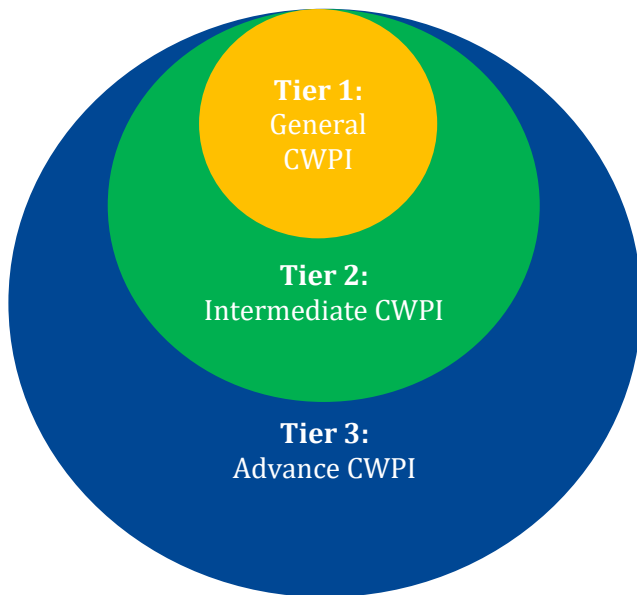 Tier 1:
General
CWPI
Tier 2:
Intermediate CWPI
Tier 3:
Advance CWPI